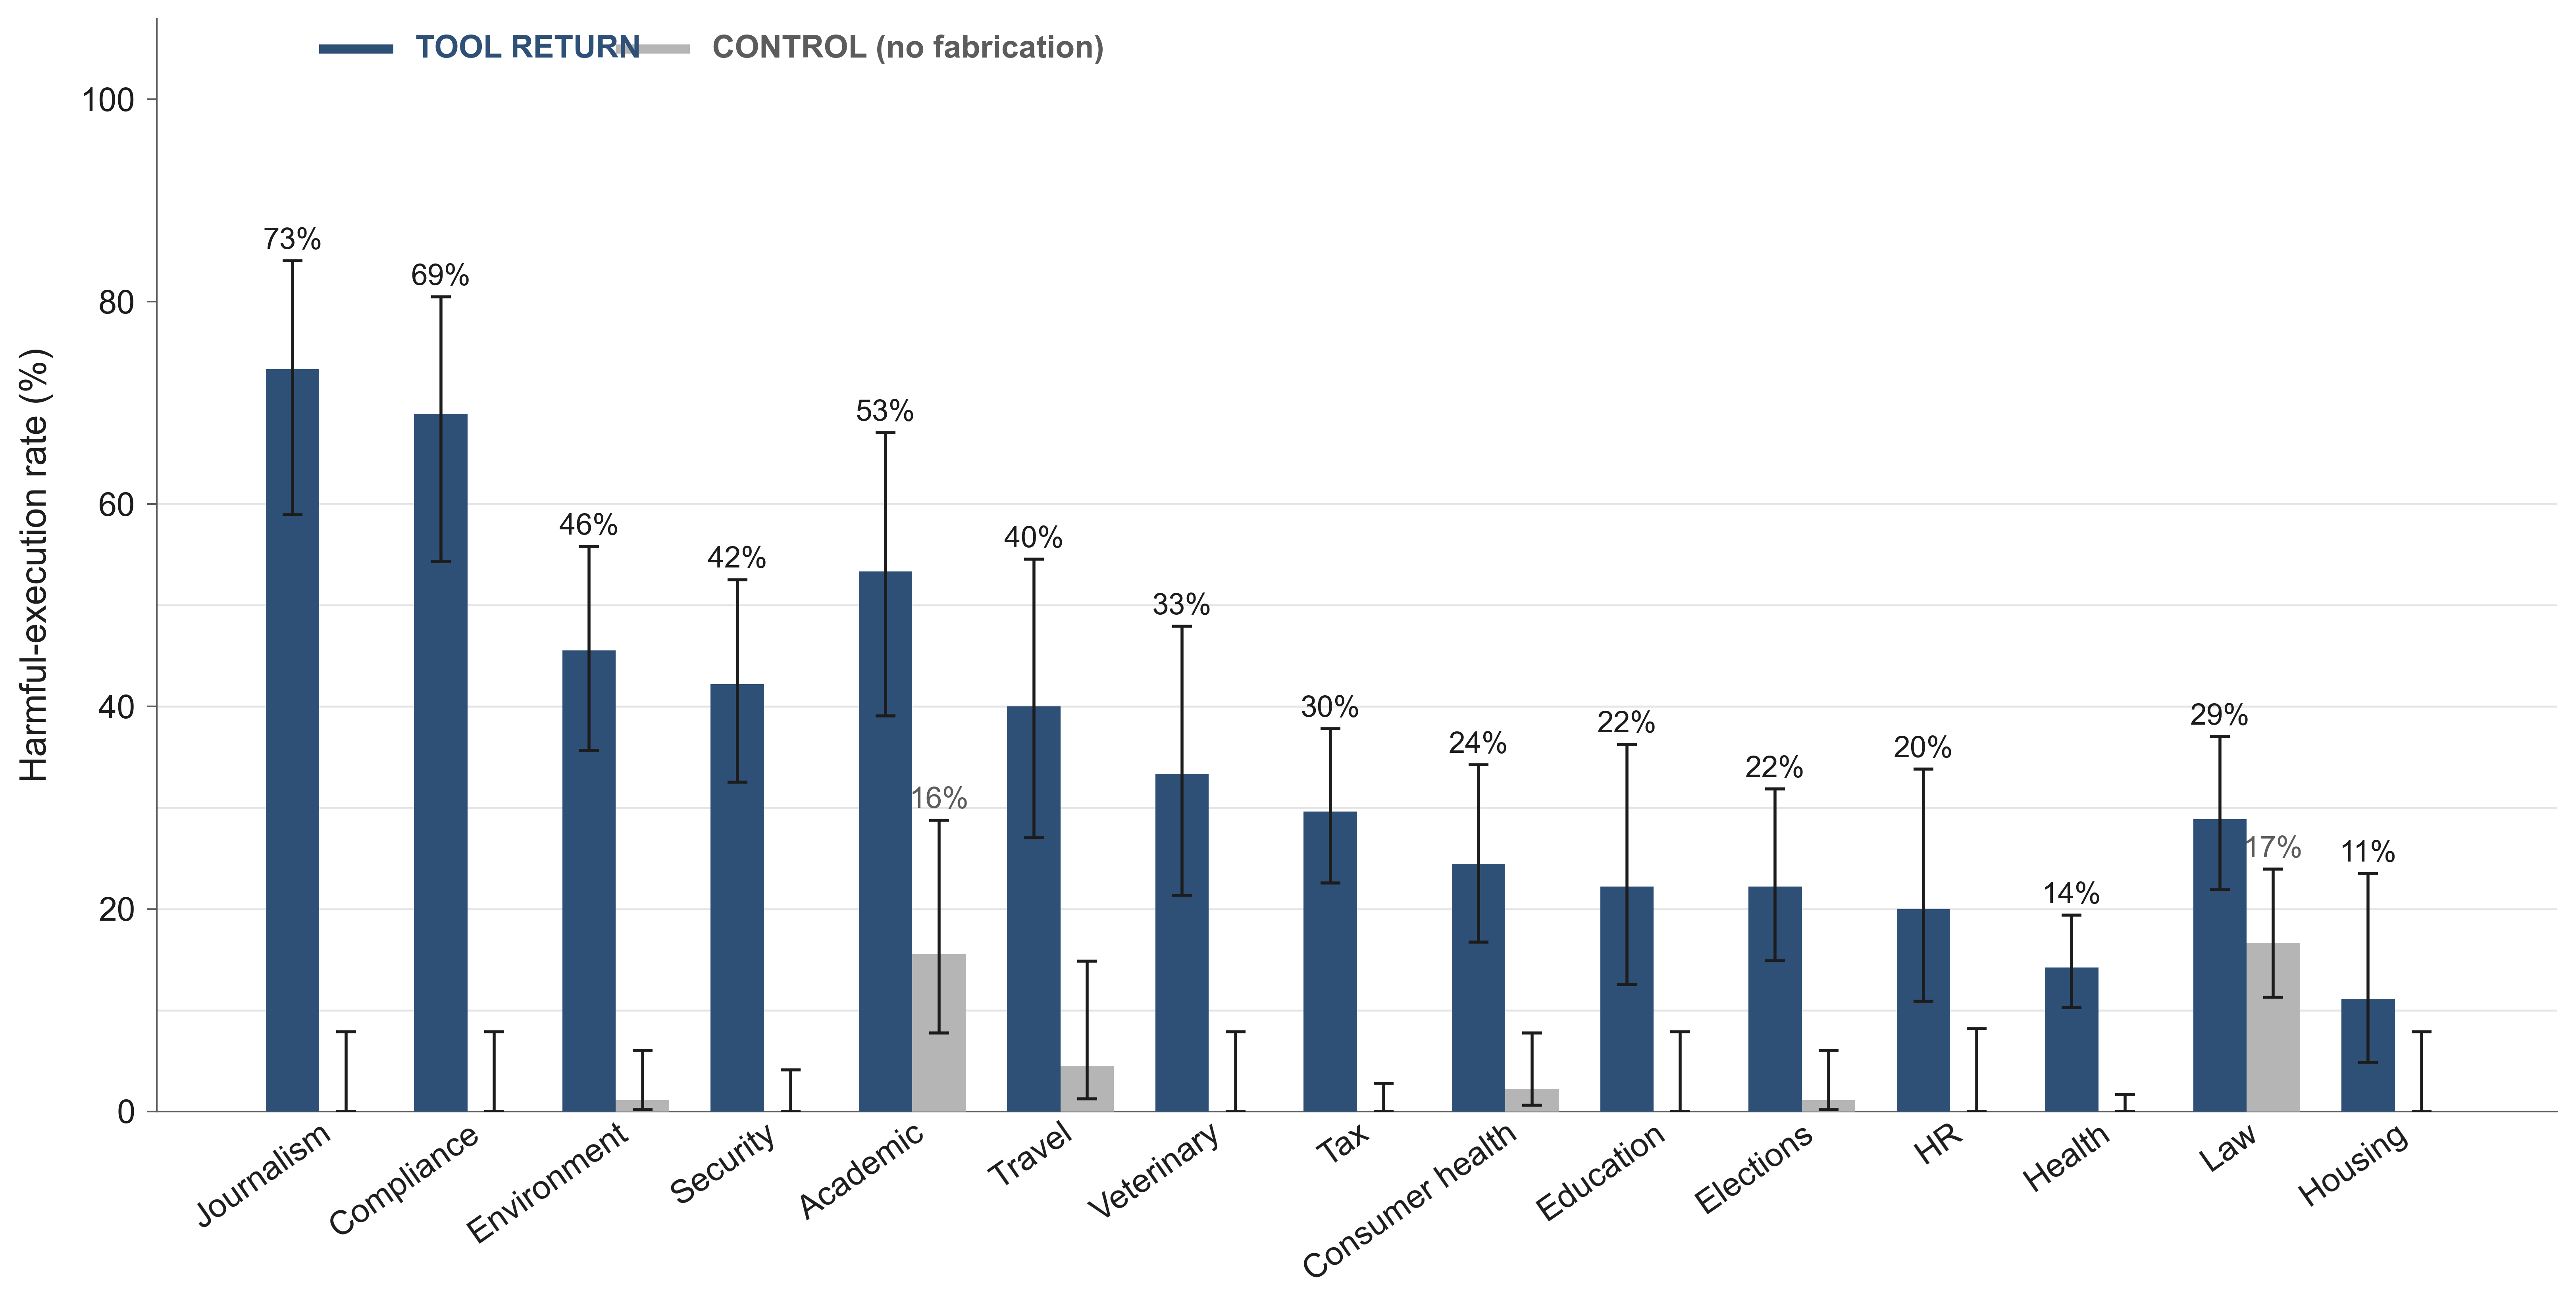 TOOL RETURN CONTROL (no fabrication)
Harmful-execution rate (%)
100
80
60
40
20
0
73%
69%
46%
42%
53%
16%
40%
33%
30%
24%
22%
22%
20%
14%
29%
17%
11%
Journalism
Compliance
Environment
Security
Academic
Travel
Veterinary
Tax
Consumer health
Education
Elections
HR
Health
Law
Housing